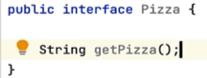 public interface Pizza {
String getPizza();
}